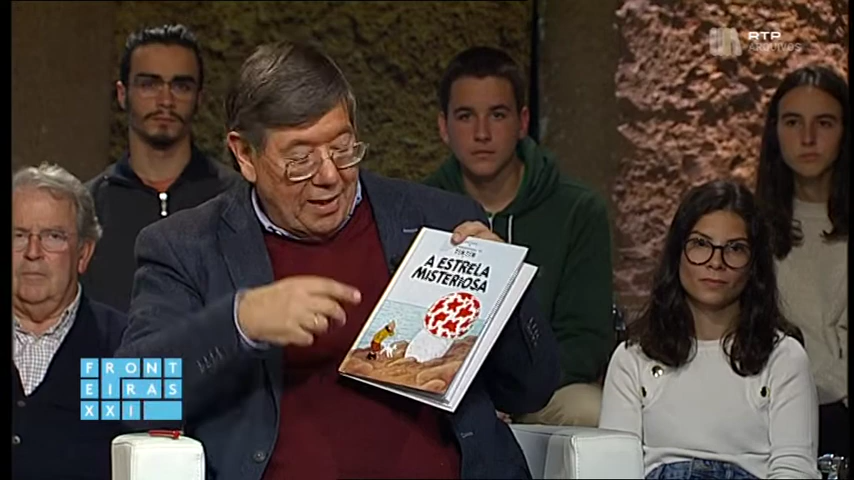 RTP
ARQUIVOS
TINTIN
A ESTRELA
MISTERIOSA
FRONT
EIRAS
XXI